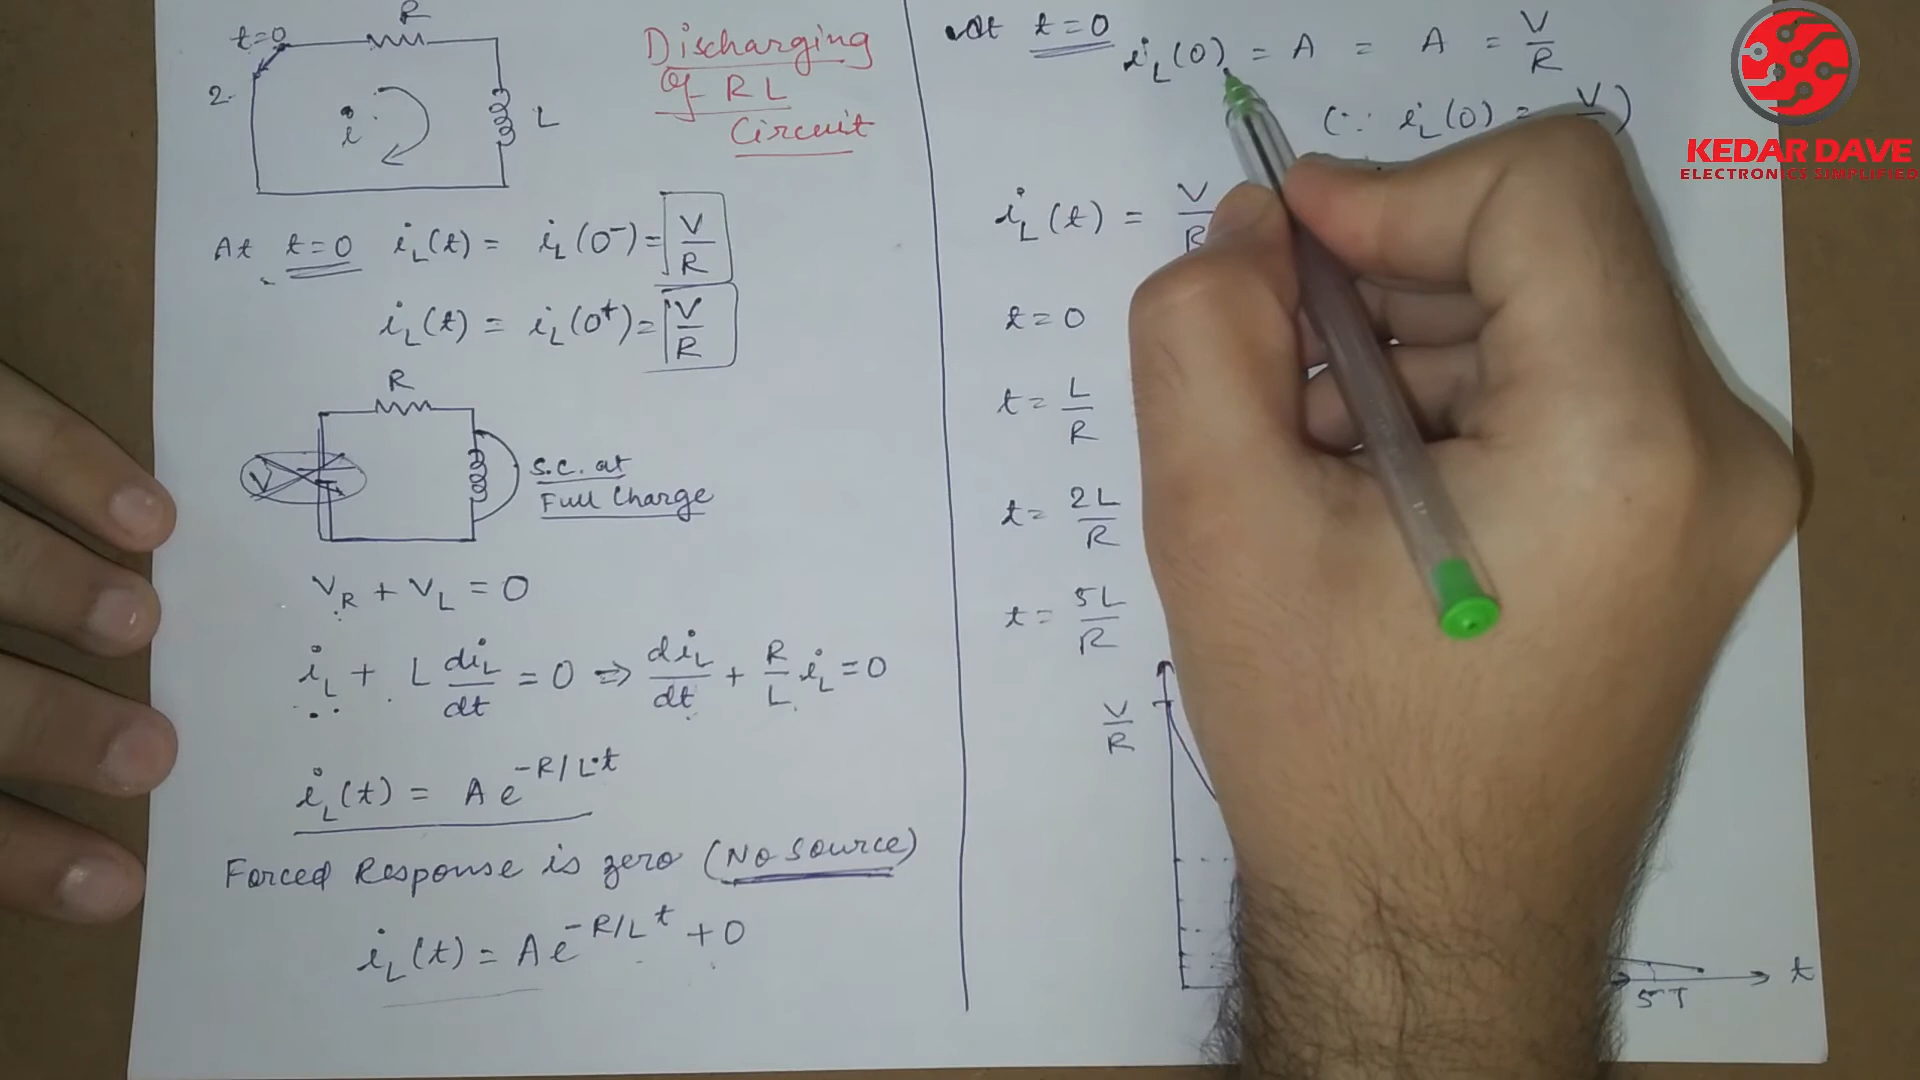 R
t=0
2.
i
L
Discharging
Of RL
Circuit
At t=0 iL(t) = iL(0⁻) = V/R
iL(t) = iL(0⁺) = V/R
R
V
S.C. at
Full Charge
VR + VL = 0
iL + L diL/dt = 0 ⇒ diL/dt + R/L iL = 0
iL(t) = A e^-R/L·t
Forced Response is zero (No Source)
iL(t) = A e^-R/L t + 0
At t=0
iL(0) = A = A = V/R
(∵ iL(0) = V )
iL(t) = V/R
t=0
t= L/R
t= 2L/R
t= 5L/R
V/R
t
5T
KEDAR DAVE
ELECTRONICS SIMPLIFIED